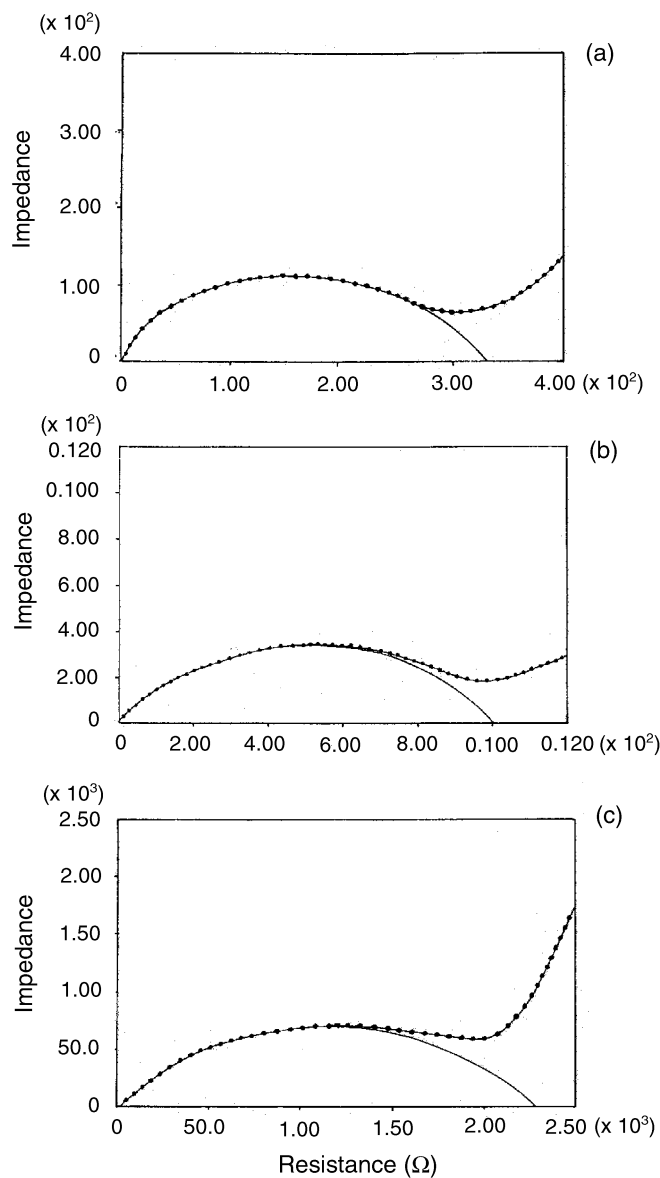 (x 10²)
4.00
(a)
3.00
2.00
1.00
0
Impedance
0 1.00 2.00 3.00 4.00 (x 10²)
(x 10²)
0.120
(b)
0.100
8.00
6.00
4.00
2.00
0
Impedance
0 2.00 4.00 6.00 8.00 0.100 0.120 (x 10²)
(x 10³)
2.50
(c)
2.00
1.50
1.00
50.0
0
Impedance
0 50.0 1.00 1.50 2.00 2.50 (x 10³)
Resistance (Ω)